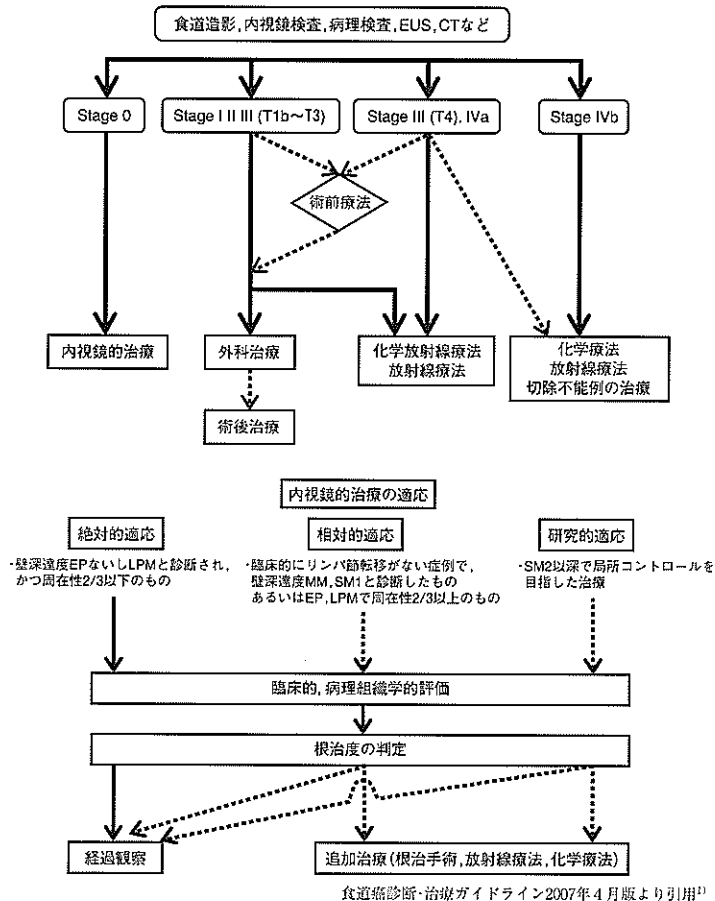 食道造影,内視鏡検査,病理検査,EUS,CTなど
Stage 0
Stage I II III (T1b〜T3)
Stage III (T4), IVa
Stage IVb
術前療法
内視鏡的治療
外科治療
化学放射線療法
放射線療法
化学療法
放射線療法
切除不能例の治療
術後治療
内視鏡的治療の適応
絶対的適応
相対的適応
研究的適応
・壁深達度EPないしLPMと診断され,
かつ周在性2/3以下のもの
・臨床的にリンパ節転移がない症例で,
壁深達度MM,SM1と診断したもの
あるいはEP,LPMで周在性2/3以上のもの
・SM2以深で局所コントロールを
目指した治療
臨床的,病理組織学的評価
根治度の判定
経過観察
追加治療(根治手術,放射線療法,化学療法)
食道癌診断・治療ガイドライン2007年4月版より引用1)